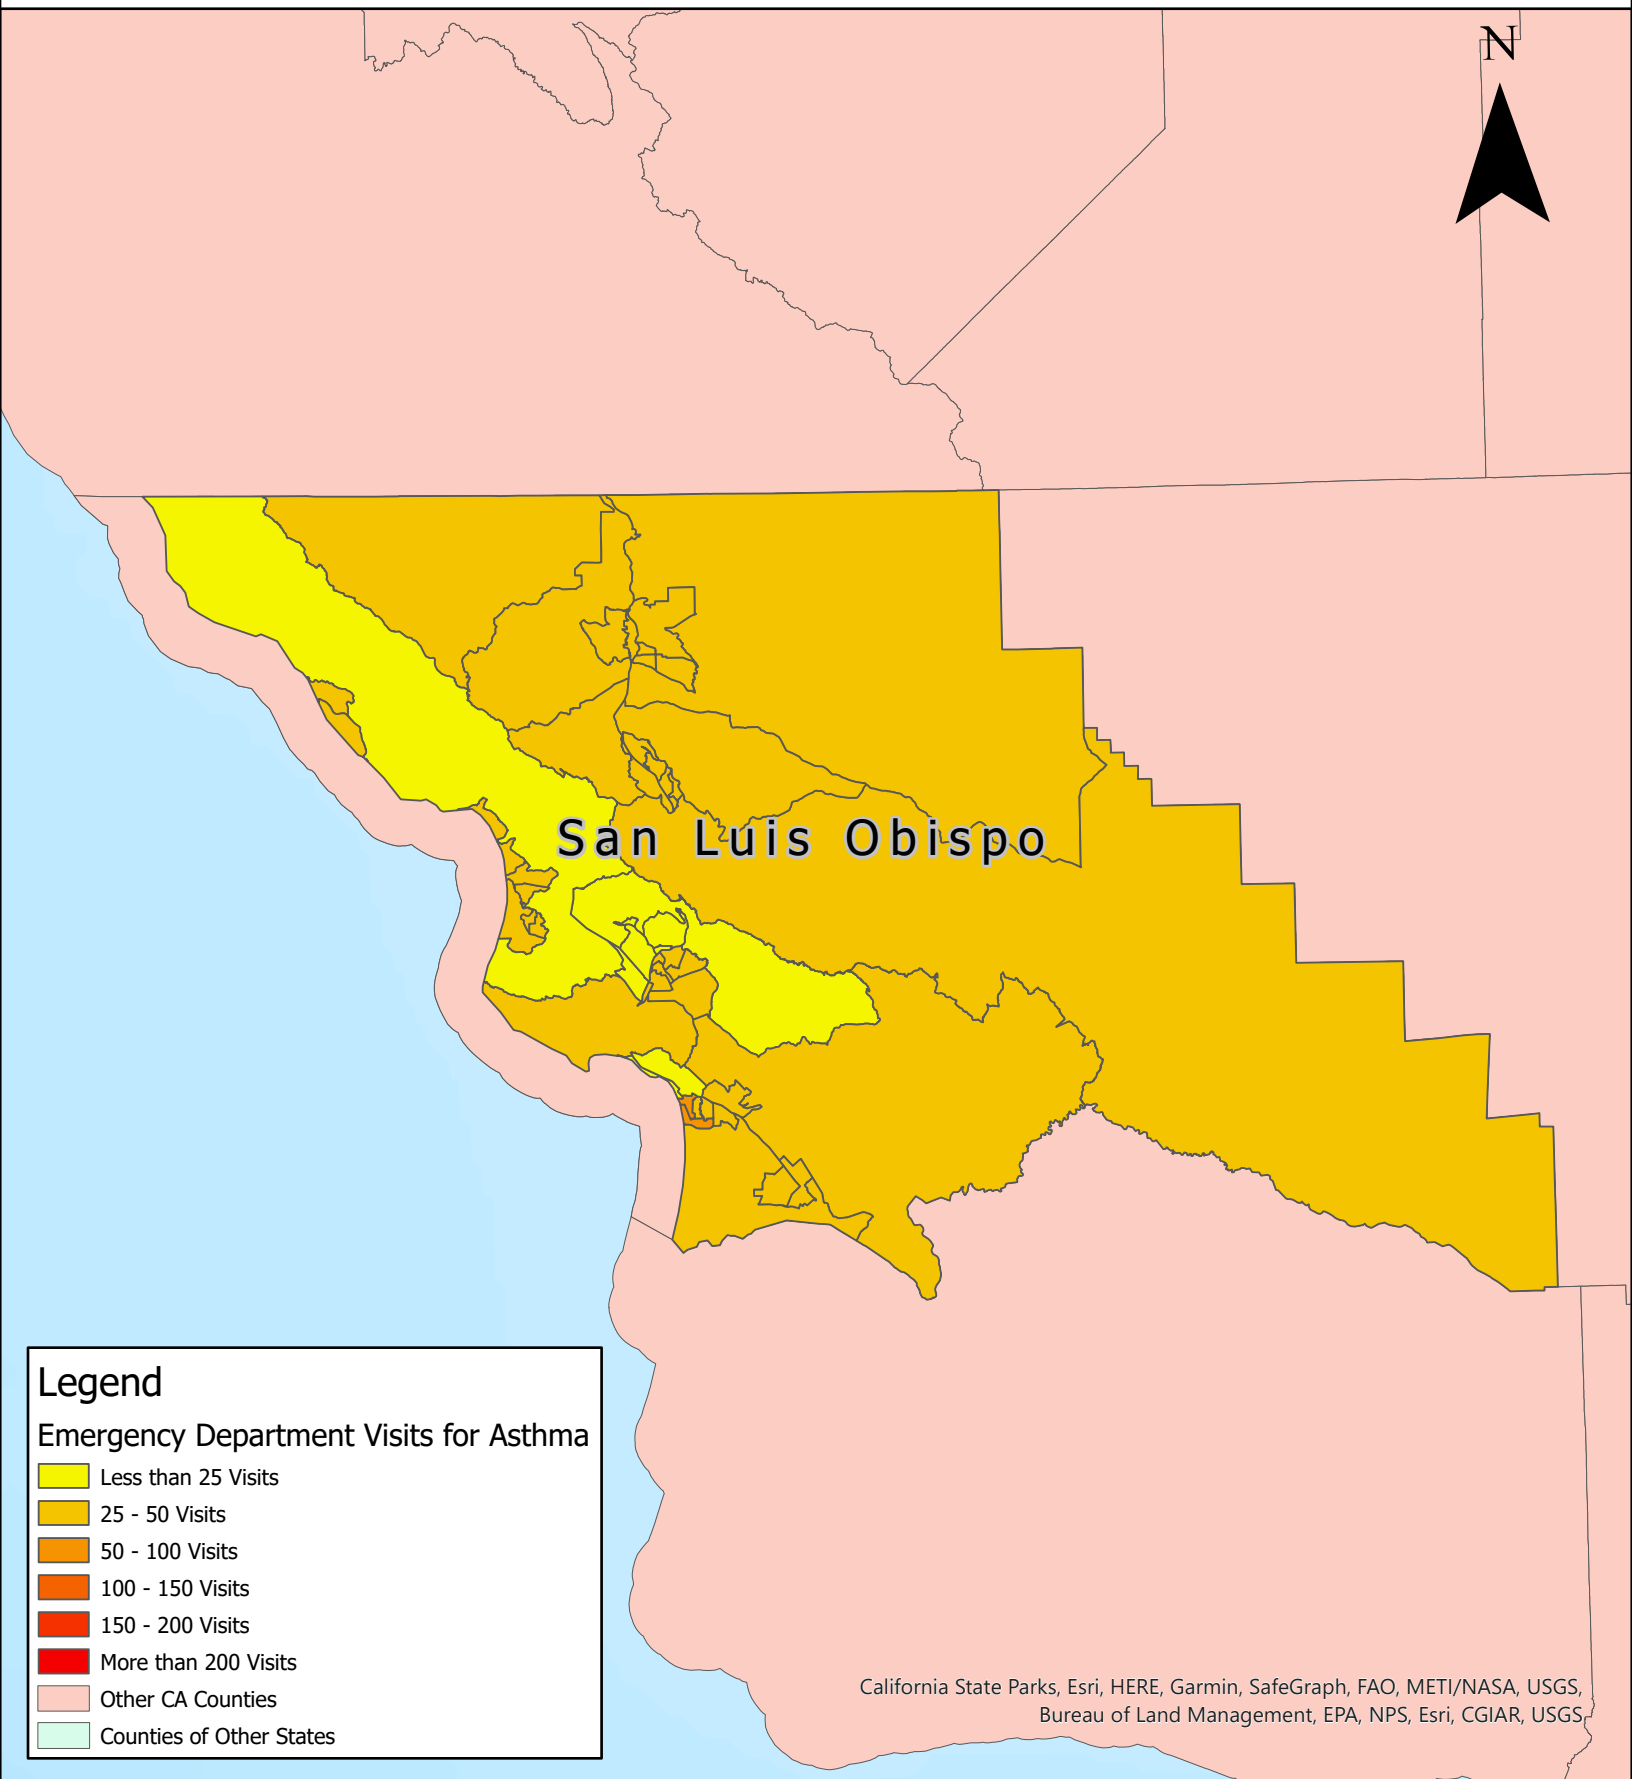 N
San Luis Obispo
Legend
Emergency Department Visits for Asthma
Less than 25 Visits
25 - 50 Visits
50 - 100 Visits
100 - 150 Visits
150 - 200 Visits
More than 200 Visits
Other CA Counties
Counties of Other States
California State Parks, Esri, HERE, Garmin, SafeGraph, FAO, METI/NASA, USGS,
Bureau of Land Management, EPA, NPS, Esri, CGIAR, USGS